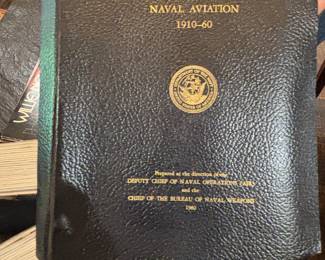 NAVAL AVIATION
1910-60
Prepared at the direction of the
DEPUTY CHIEF OF NAVAL OPERATIONS (AIR)
and the
CHIEF OF THE BUREAU OF NAVAL WEAPONS
1960